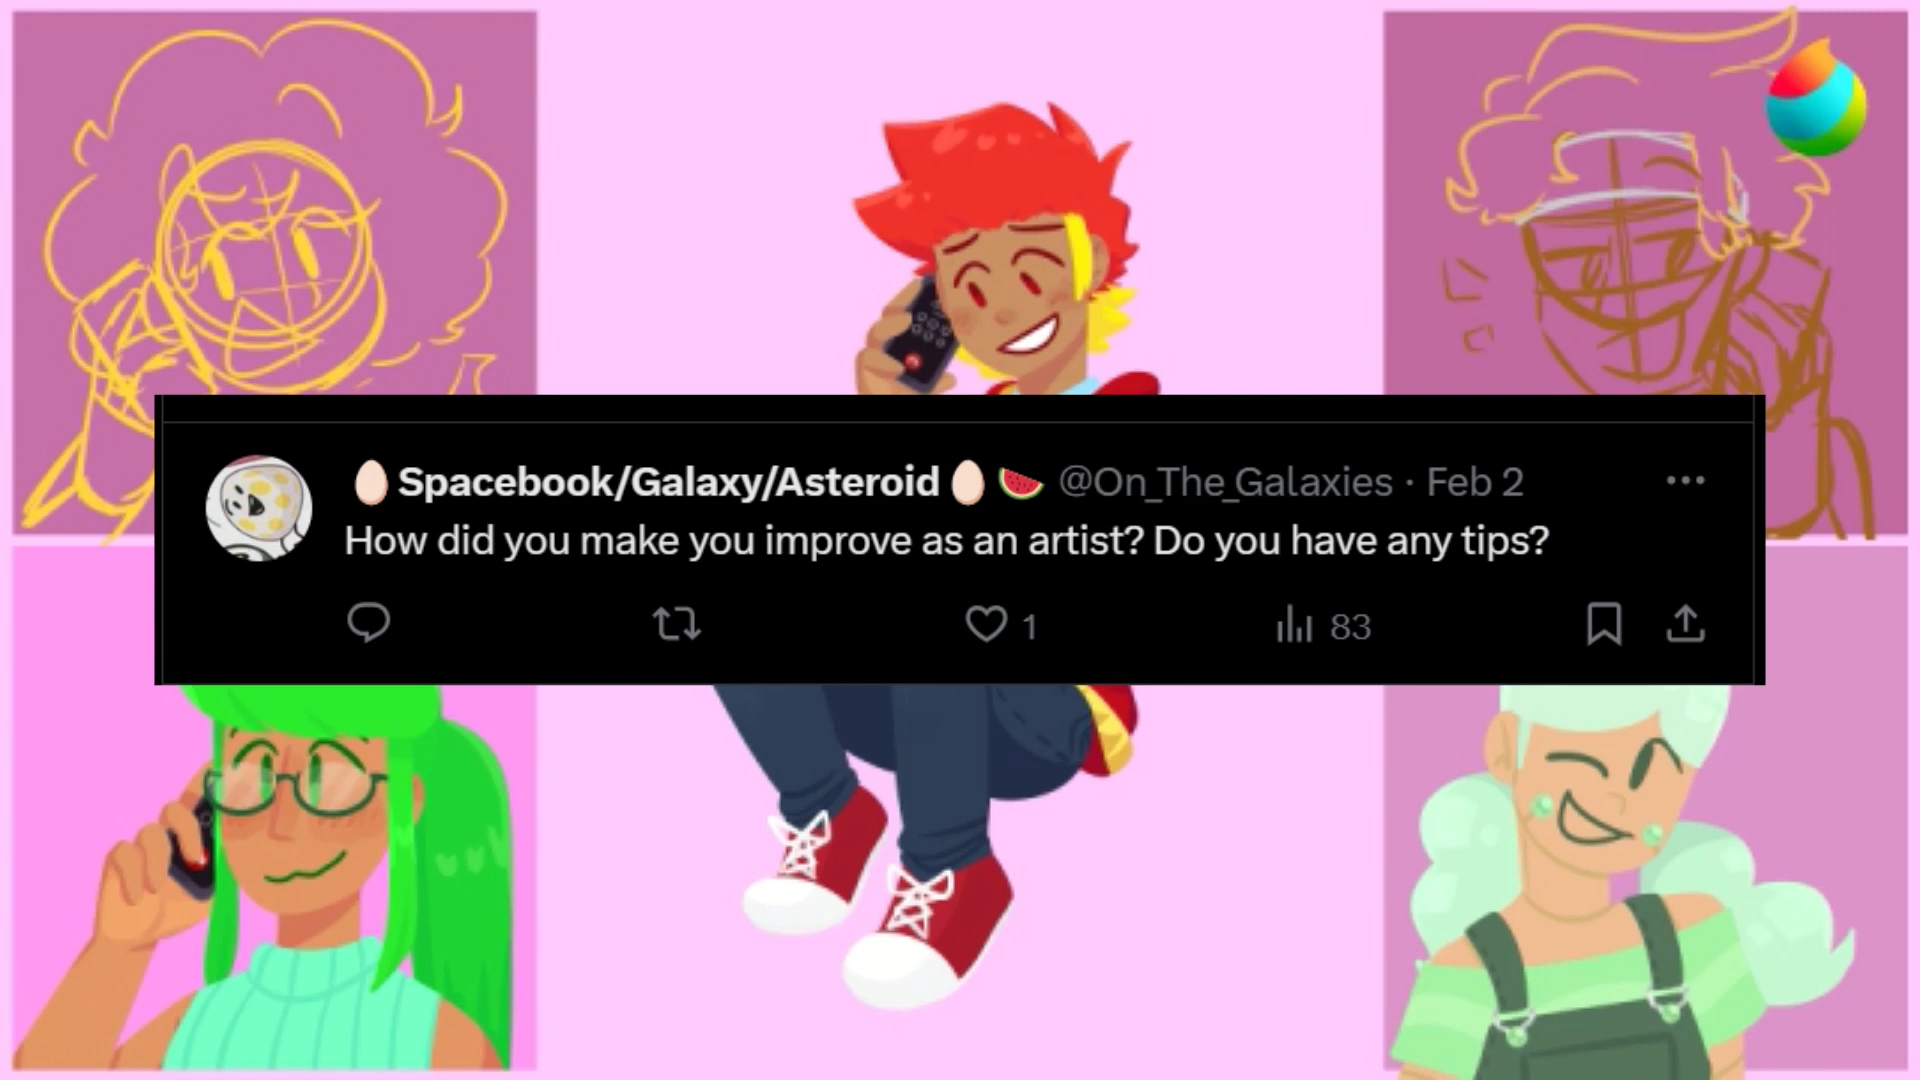 🥚Spacebook/Galaxy/Asteroid🥚🍉 @On_The_Galaxies · Feb 2
How did you make you improve as an artist? Do you have any tips?
1 83